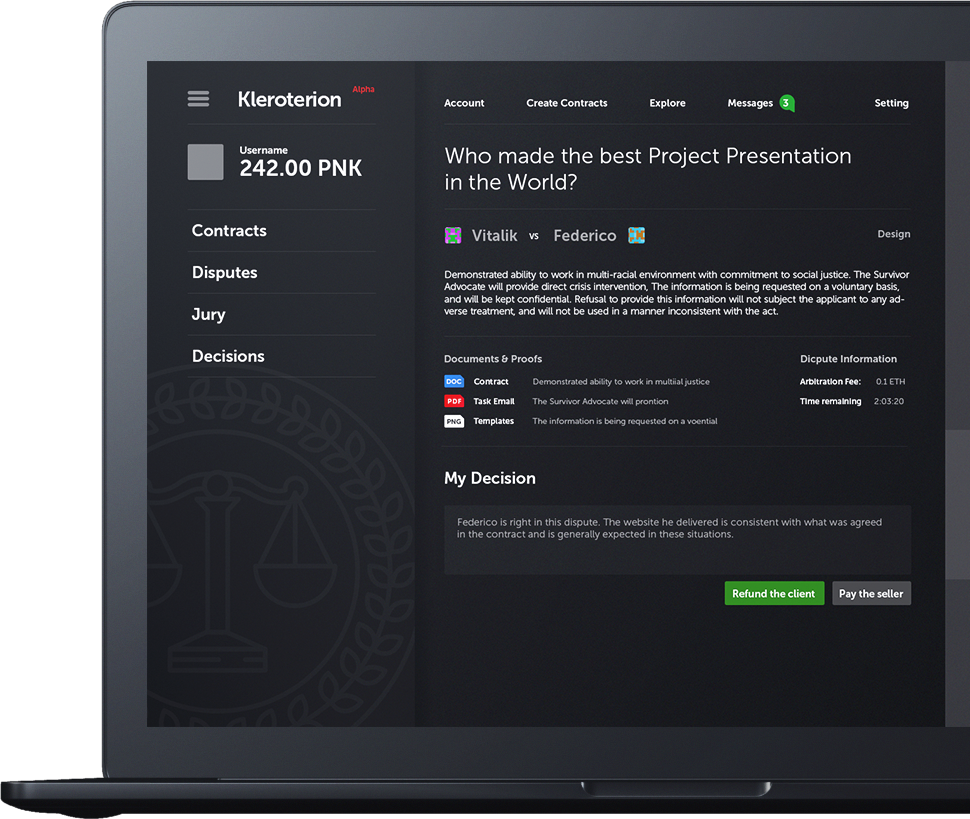 Kleroterion Alpha
Username
242.00 PNK
Contracts
Disputes
Jury
Decisions
Account Create Contracts Explore Messages 3 Setting
Who made the best Project Presentation
in the World?
Vitalik vs Federico Design
Demonstrated ability to work in multi-racial environment with commitment to social justice. The Survivor
Advocate will provide direct crisis intervention, The information is being requested on a voluntary basis,
and will be kept confidential. Refusal to provide this information will not subject the applicant to any ad-
verse treatment, and will not be used in a manner inconsistent with the act.
Documents & Proofs
DOC Contract Demonstrated ability to work in multiial justice
PDF Task Email The Survivor Advocate will prontion
PNG Templates The information is being requested on a voential
Dicpute Information
Arbitration Fee: 0.1 ETH
Time remaining 2:03:20
My Decision
Federico is right in this dispute. The website he delivered is consistent with what was agreed
in the contract and is generally expected in these situations.
Refund the client Pay the seller